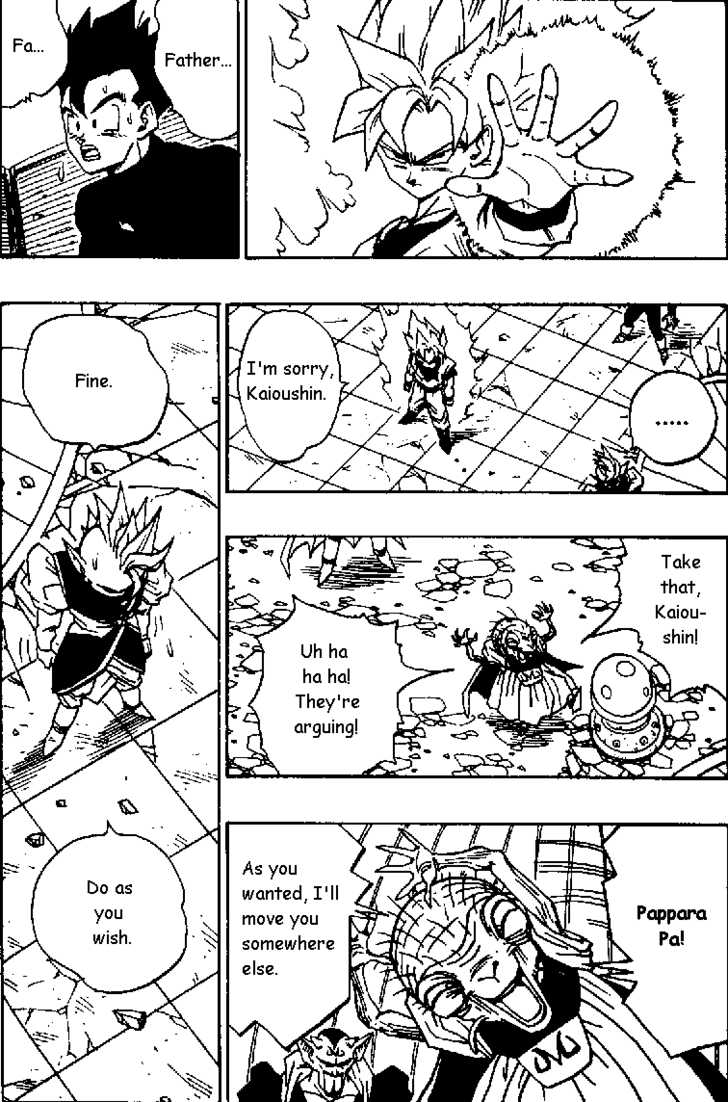 Fa...
Father...
Fine.
Do as
you
wish.
I'm sorry,
Kaioushin.
.....
Uh ha
ha ha!
They're
arguing!
Take
that,
Kaiou-
shin!
As you
wanted, I'll
move you
somewhere
else.
Pappara
Pa!